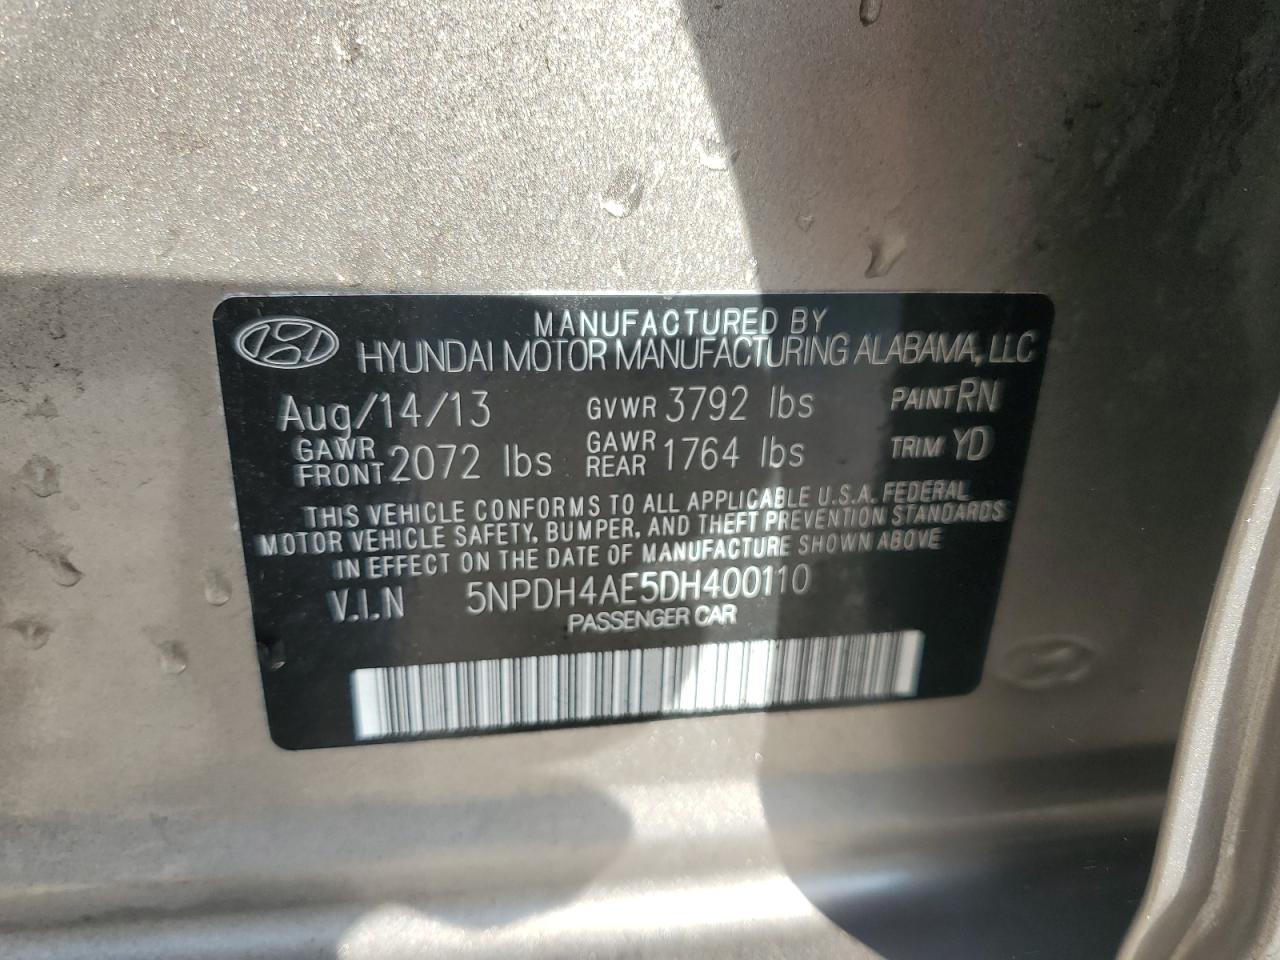 MANUFACTURED BY
HYUNDAI MOTOR MANUFACTURING ALABAMA, LLC
Aug/14/13 GVWR 3792 lbs PAINT RN
GAWR FRONT 2072 lbs GAWR REAR 1764 lbs TRIM YD
THIS VEHICLE CONFORMS TO ALL APPLICABLE U.S.A. FEDERAL
MOTOR VEHICLE SAFETY, BUMPER, AND THEFT PREVENTION STANDARDS
IN EFFECT ON THE DATE OF MANUFACTURE SHOWN ABOVE
V.I.N 5NPDH4AE5DH400110
PASSENGER CAR